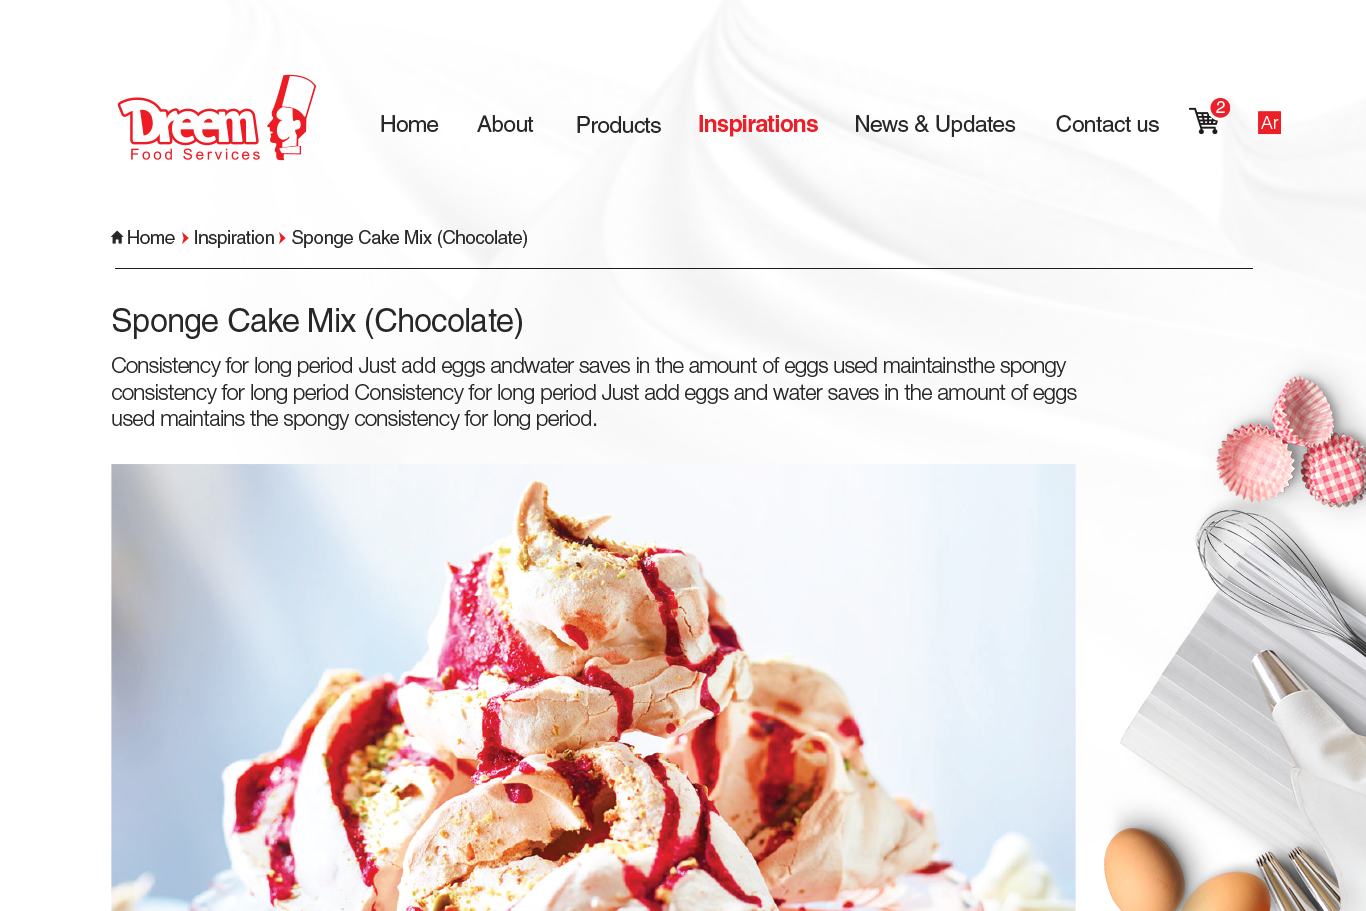 Dreem
Food Services
Home About Products Inspirations News & Updates Contact us 2 Ar
Home Inspiration Sponge Cake Mix (Chocolate)
Sponge Cake Mix (Chocolate)
Consistency for long period Just add eggs andwater saves in the amount of eggs used maintainsthe spongy
consistency for long period Consistency for long period Just add eggs and water saves in the amount of eggs
used maintains the spongy consistency for long period.